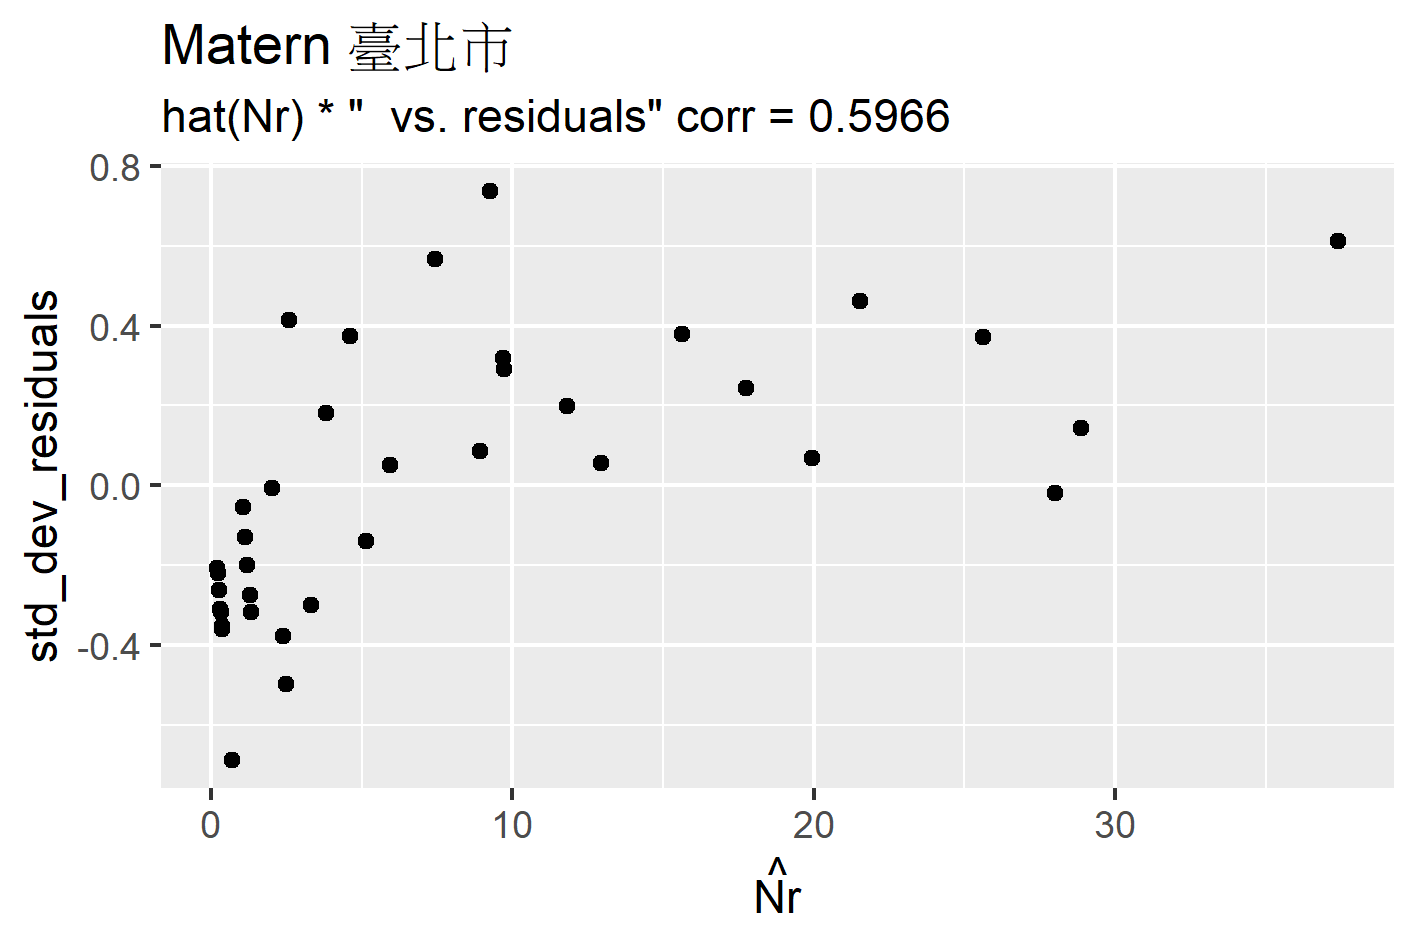 Matern 臺北市
hat(Nr) * "  vs. residuals" corr = 0.5966
0.8
0.4
0.0
-0.4
std_dev_residuals
0 10 20 30
N̂r